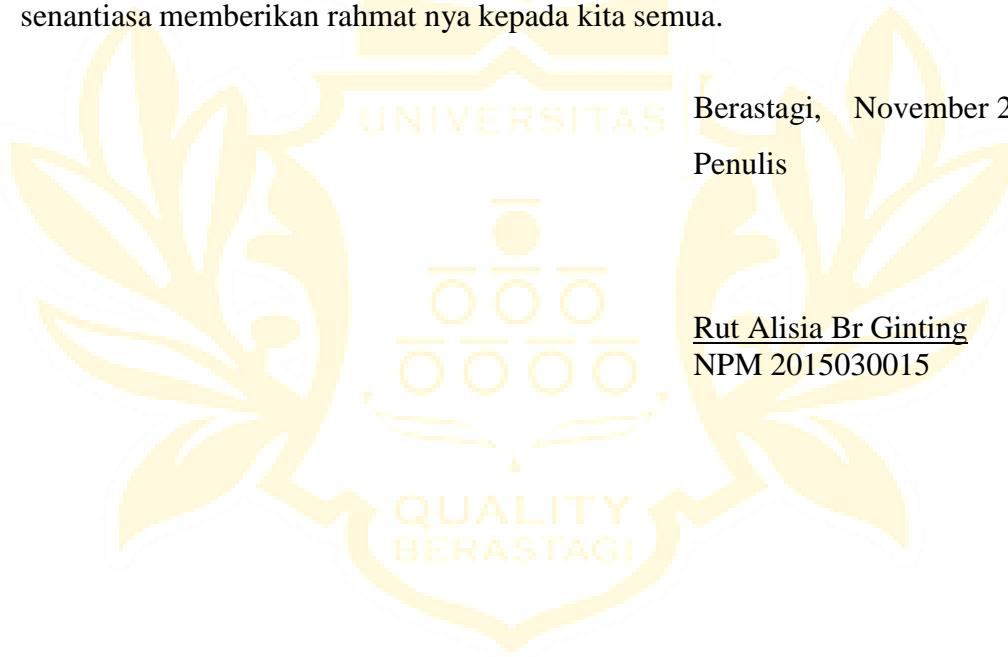 senantiasa memberikan rahmat nya kepada kita semua.
UNIVERSITAS
Berastagi, November 2
Penulis
Rut Alisia Br Ginting
NPM 2015030015
QUALITY
BERASTAGI